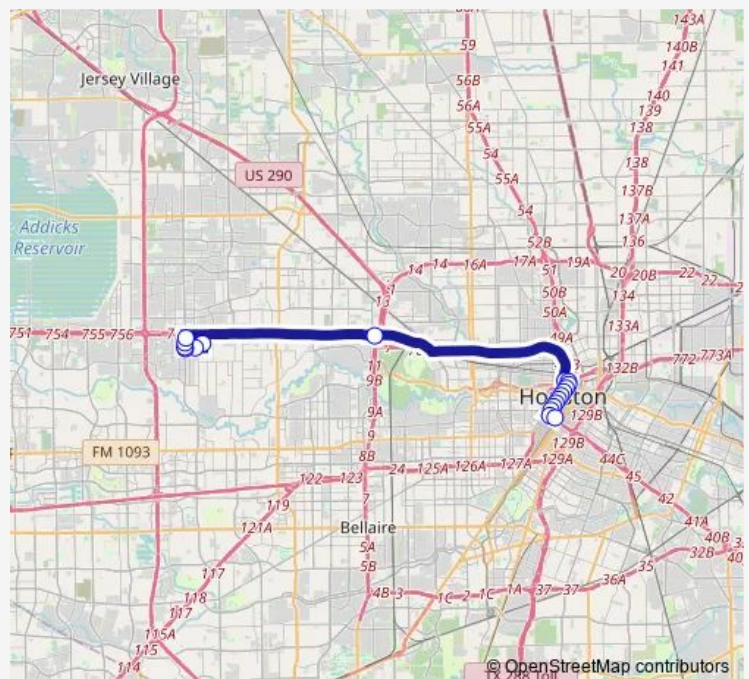 59
143A
140B
141
Jersey Village
56B
140
56A
139
55A
138
54
138
US 290
55A
137B
54
137A
Addicks
Reservoir
52B
136
14
14
16A
17A
19A
51
20
20B
22
22
13
50B
134
50A
133A
751
754
755
756
49A
772
773A
132B
9B
Houston
129B
9A
9
129B
FM 1093
8B
24
125A
126A
127A
129A
44C
122
123
45
119
7
42
121A
Bellaire
41A
5A
40B
5B
32B
40
117
35
36A
4B
3
1C
2
1C
1A
37
37
118
117
115A
115
114
TX 288 Toll
© OpenStreetMap contributors